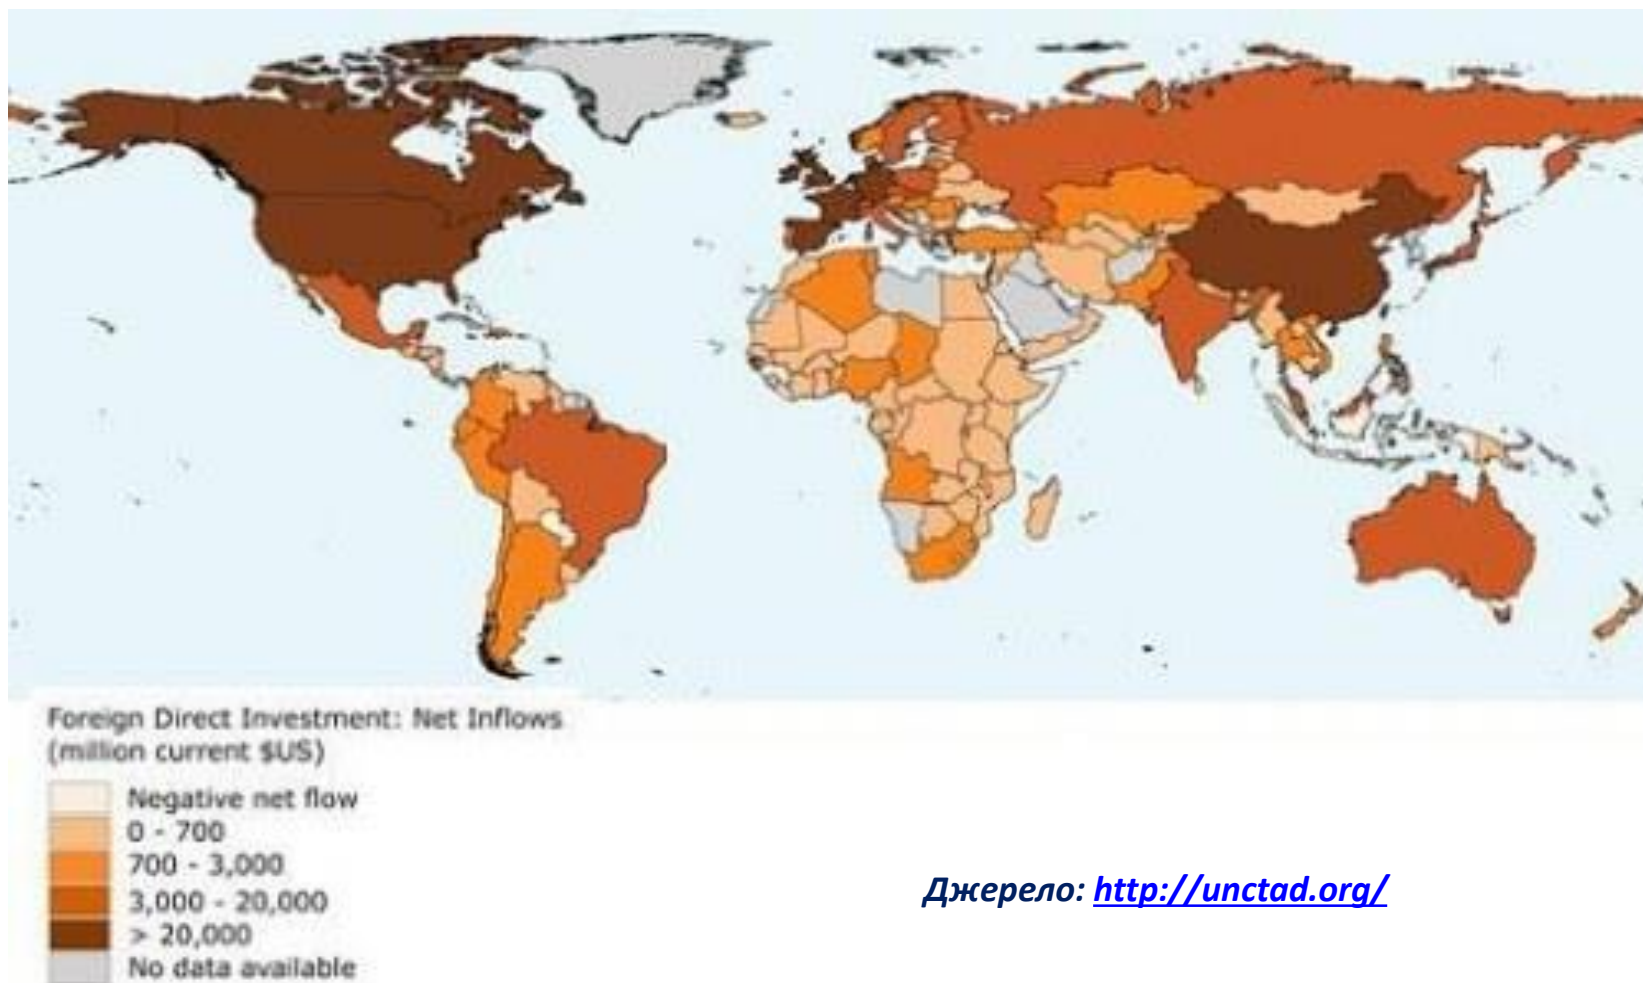 Foreign Direct Investment: Net Inflows
(million current $US)
Negative net flow
0 - 700
700 - 3,000
3,000 - 20,000
> 20,000
No data available
Джерело: http://unctad.org/